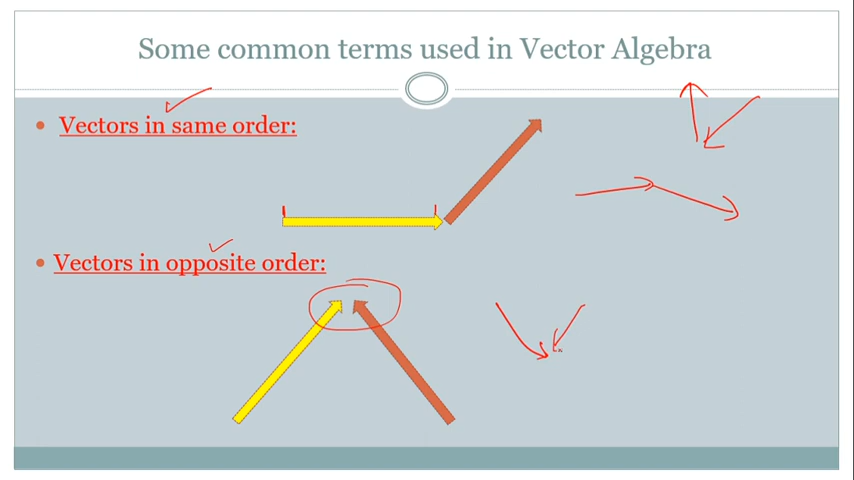 Some common terms used in Vector Algebra
Vectors in same order:
Vectors in opposite order: